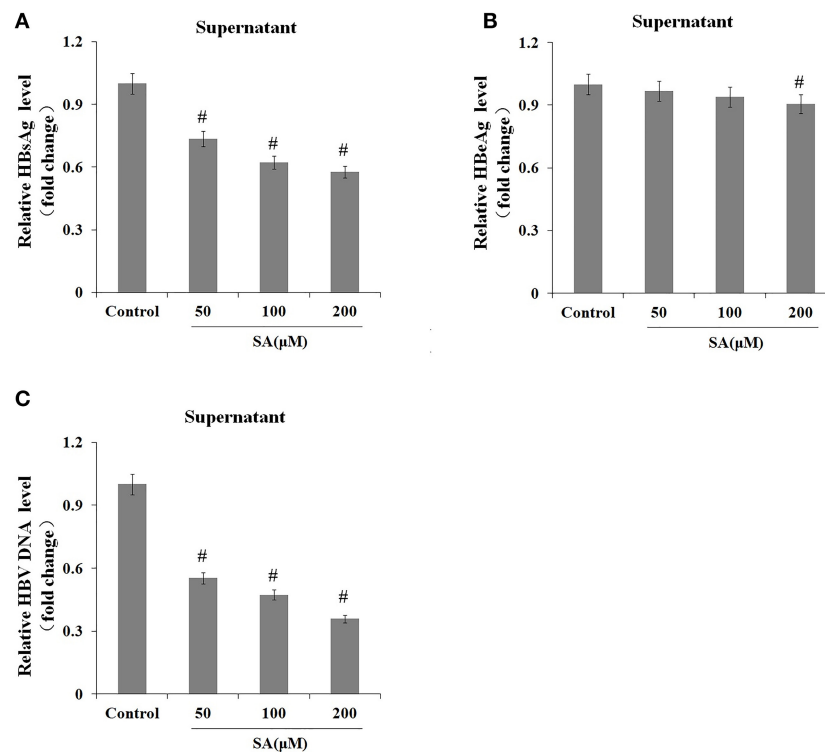 A
Supernatant
Relative HBsAg level
（fold change）
1.2
0.9
0.6
0.3
0
#
#
#
Control 50 100 200
SA(μM)
B
Supernatant
Relative HBeAg level
（fold change）
1.2
0.9
0.6
0.3
0
#
Control 50 100 200
SA(μM)
C
Supernatant
Relative HBV DNA level
（fold change）
1.2
0.9
0.6
0.3
0
#
#
#
Control 50 100 200
SA(μM)